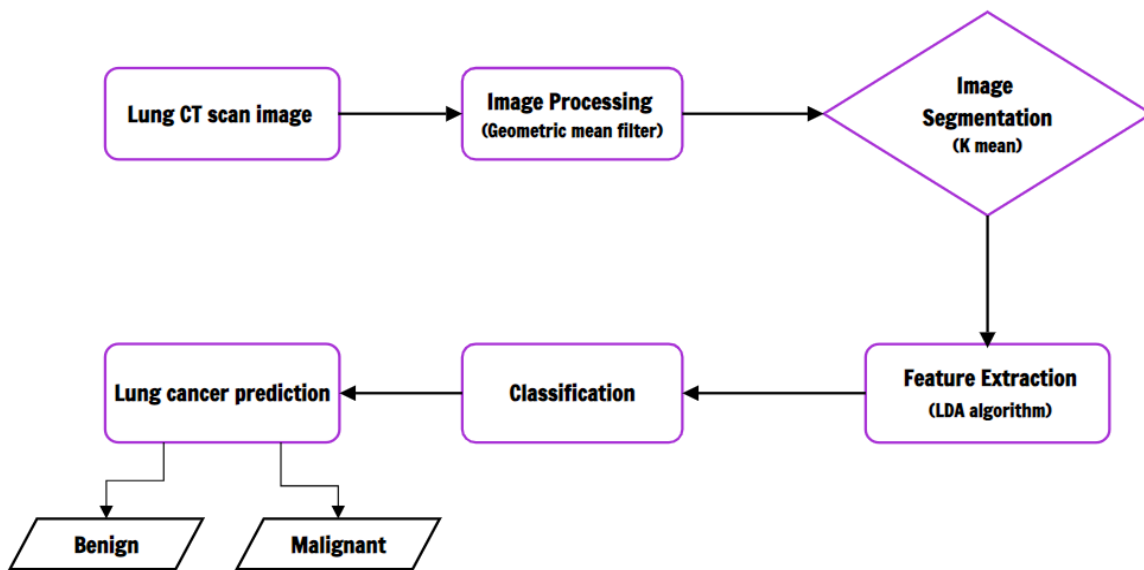 Lung CT scan image
Image Processing
(Geometric mean filter)
Image
Segmentation
(K mean)
Feature Extraction
(LDA algorithm)
Classification
Lung cancer prediction
Benign
Malignant